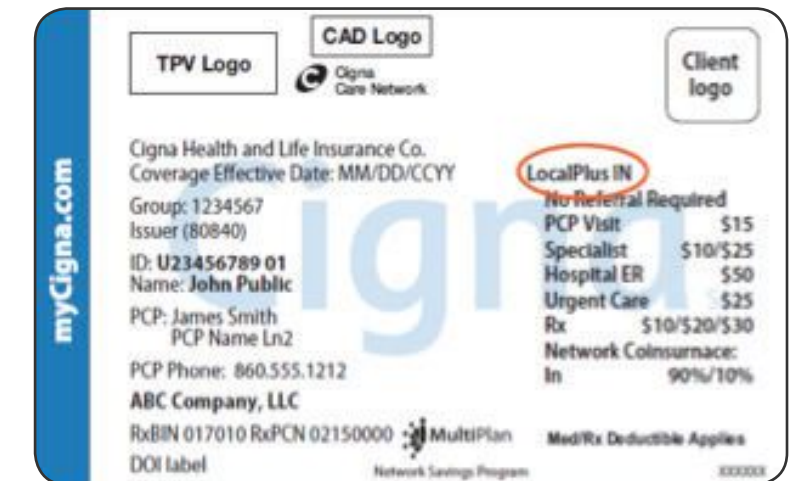 myCigna.com
TPV Logo
CAD Logo
Cigna
Care Network
Client
logo
Cigna Health and Life Insurance Co.
Coverage Effective Date: MM/DD/CCYY
Group: 1234567
Issuer (80840)
ID: U23456789 01
Name: John Public
PCP: James Smith
PCP Name Ln2
PCP Phone: 860.555.1212
ABC Company, LLC
RxBIN 017010 RxPCN 02150000
MultiPlan
DOI label
Network Savings Program
LocalPlus IN
No Referral Required
PCP Visit $15
Specialist $10/$25
Hospital ER $50
Urgent Care $25
Rx $10/$20/$30
Network Coinsurnace:
In 90%/10%
Med/Rx Deductible Applies
XXXXXX
Cigna